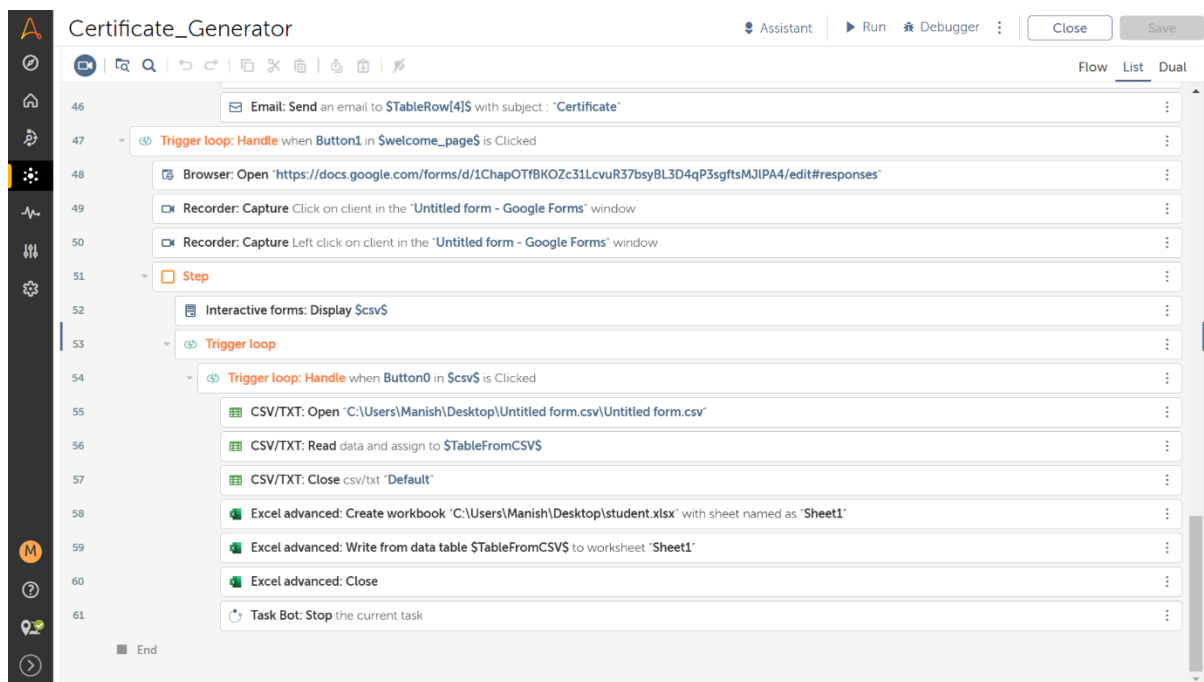 Certificate_Generator Assistant Run Debugger Close Save
Flow List Dual
46 Email: Send an email to $TableRow[4]$ with subject : "Certificate"
47 Trigger loop: Handle when Button1 in $welcome_page$ is Clicked
48 Browser: Open "https://docs.google.com/forms/d/1ChapOTfBKOZc31LcvuR37bsyBL3D4qP3sgftsMJlPA4/edit#responses"
49 Recorder: Capture Click on client in the "Untitled form - Google Forms" window
50 Recorder: Capture Left click on client in the "Untitled form - Google Forms" window
51 Step
52 Interactive forms: Display $csv$
53 Trigger loop
54 Trigger loop: Handle when Button0 in $csv$ is Clicked
55 CSV/TXT: Open "C:\Users\Manish\Desktop\Untitled form.csv\Untitled form.csv"
56 CSV/TXT: Read data and assign to $TableFromCSV$
57 CSV/TXT: Close csv/txt "Default"
58 Excel advanced: Create workbook "C:\Users\Manish\Desktop\student.xlsx" with sheet named as "Sheet1"
59 Excel advanced: Write from data table $TableFromCSV$ to worksheet "Sheet1"
60 Excel advanced: Close
61 Task Bot: Stop the current task
End
M